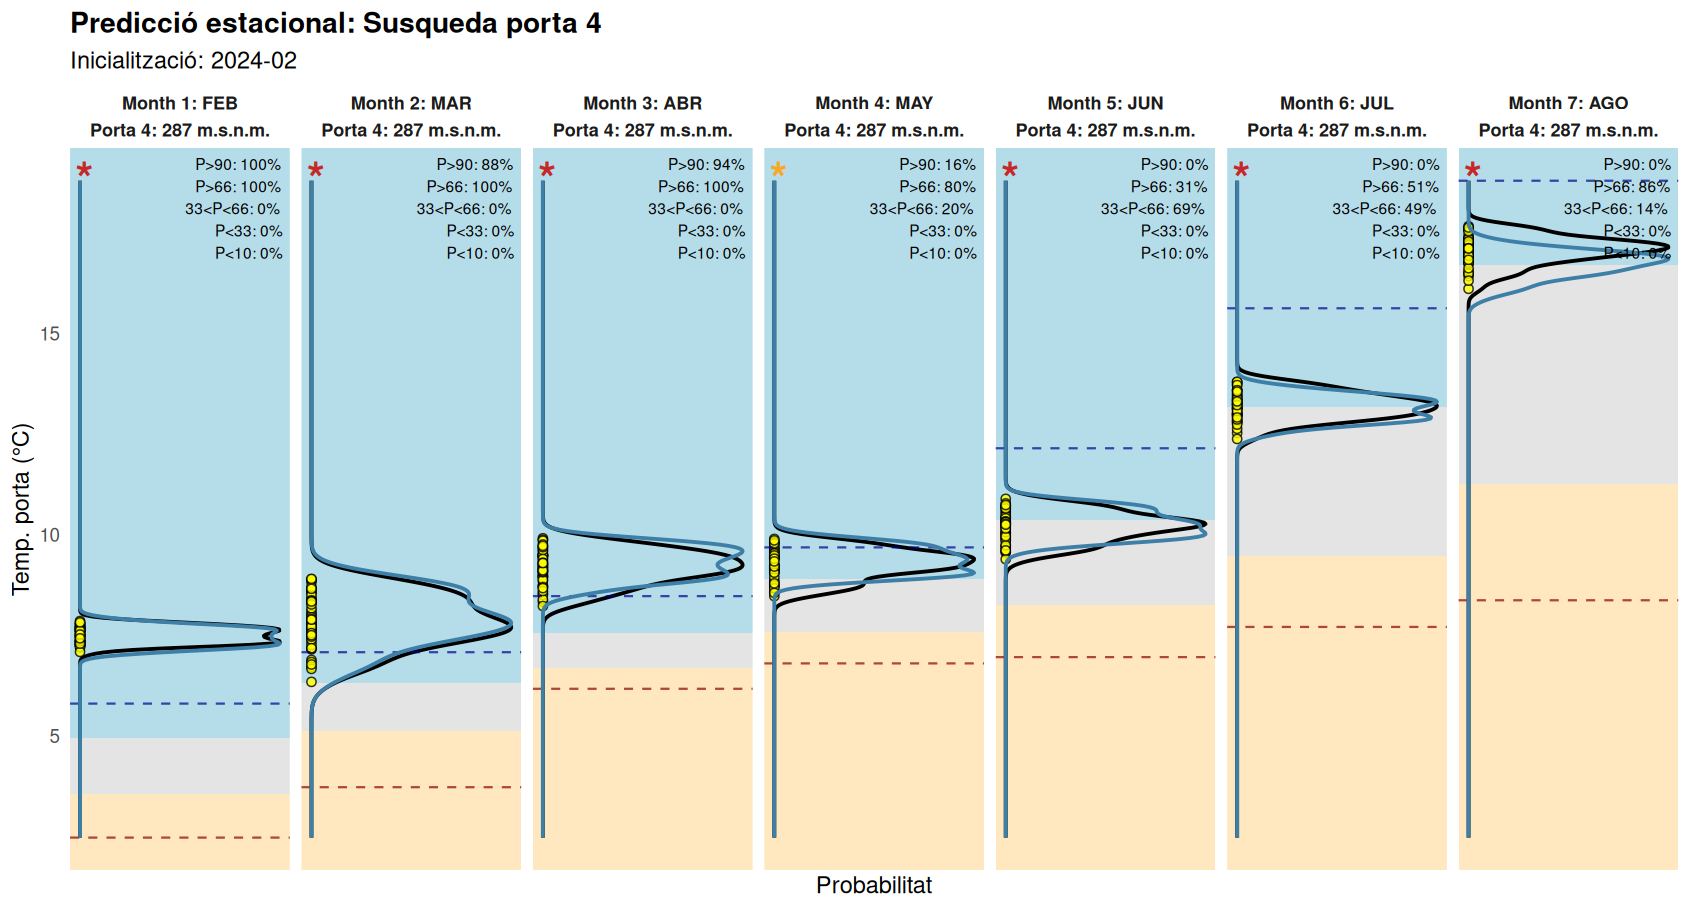 Predicció estacional: Susqueda porta 4
Inicialització: 2024-02
Month 1: FEB
Porta 4: 287 m.s.n.m.
Month 2: MAR
Porta 4: 287 m.s.n.m.
Month 3: ABR
Porta 4: 287 m.s.n.m.
Month 4: MAY
Porta 4: 287 m.s.n.m.
Month 5: JUN
Porta 4: 287 m.s.n.m.
Month 6: JUL
Porta 4: 287 m.s.n.m.
Month 7: AGO
Porta 4: 287 m.s.n.m.
*
P>90: 100%
P>66: 100%
33<P<66: 0%
P<33: 0%
P<10: 0%
*
P>90: 88%
P>66: 100%
33<P<66: 0%
P<33: 0%
P<10: 0%
*
P>90: 94%
P>66: 100%
33<P<66: 0%
P<33: 0%
P<10: 0%
*
P>90: 16%
P>66: 80%
33<P<66: 20%
P<33: 0%
P<10: 0%
*
P>90: 0%
P>66: 31%
33<P<66: 69%
P<33: 0%
P<10: 0%
*
P>90: 0%
P>66: 51%
33<P<66: 49%
P<33: 0%
P<10: 0%
*
P>90: 0%
P>66: 86%
33<P<66: 14%
P<33: 0%
P<10: 0%
15
10
5
Temp. porta (°C)
Probabilitat